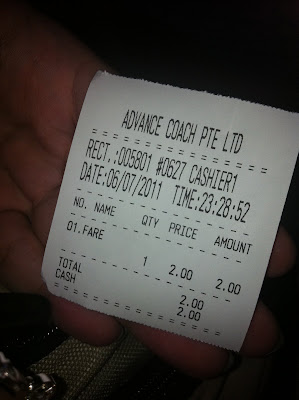 ADVANCE COACH PTE LTD
==================
RECT.:005801 #0627 CASHIER1
DATE:06/07/2011 TIME:23:28:52
NO. NAME QTY PRICE AMOUNT
01.FARE
1 2.00 2.00
TOTAL 2.00
CASH 2.00
==================